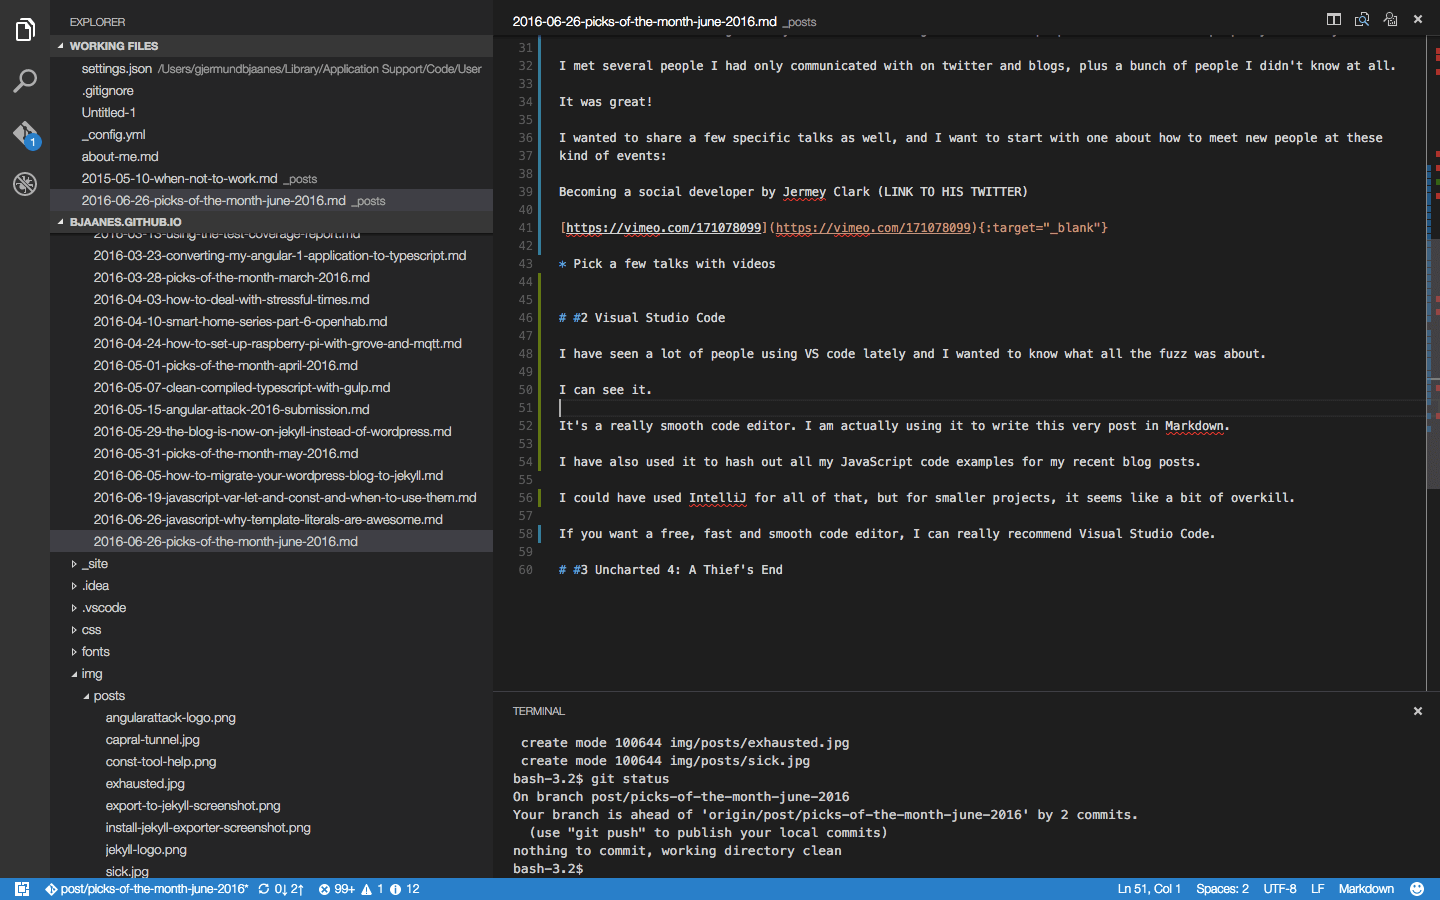 EXPLORER
WORKING FILES
settings.json /Users/gjermundbjaanes/Library/Application Support/Code/User
.gitignore
Untitled-1
_config.yml
about-me.md
2015-05-10-when-not-to-work.md _posts
2016-06-26-picks-of-the-month-june-2016.md _posts
BJAANES.GITHUB.IO
2016-03-13-using-the-test-coverage-report.md
2016-03-23-converting-my-angular-1-application-to-typescript.md
2016-03-28-picks-of-the-month-march-2016.md
2016-04-03-how-to-deal-with-stressful-times.md
2016-04-10-smart-home-series-part-6-openhab.md
2016-04-24-how-to-set-up-raspberry-pi-with-grove-and-mqtt.md
2016-05-01-picks-of-the-month-april-2016.md
2016-05-07-clean-compiled-typescript-with-gulp.md
2016-05-15-angular-attack-2016-submission.md
2016-05-29-the-blog-is-now-on-jekyll-instead-of-wordpress.md
2016-05-31-picks-of-the-month-may-2016.md
2016-06-05-how-to-migrate-your-wordpress-blog-to-jekyll.md
2016-06-19-javascript-var-let-and-const-and-when-to-use-them.md
2016-06-26-javascript-why-template-literals-are-awesome.md
2016-06-26-picks-of-the-month-june-2016.md
_site
.idea
.vscode
css
fonts
img
posts
angularattack-logo.png
capral-tunnel.jpg
const-tool-help.png
exhausted.jpg
export-to-jekyll-screenshot.png
install-jekyll-exporter-screenshot.png
jekyll-logo.png
sick.jpg
1
2016-06-26-picks-of-the-month-june-2016.md _posts
31
32 I met several people I had only communicated with on twitter and blogs, plus a bunch of people I didn't know at all.
33
34 It was great!
35
36 I wanted to share a few specific talks as well, and I want to start with one about how to meet new people at these
37 kind of events:
38
39 Becoming a social developer by Jermey Clark (LINK TO HIS TWITTER)
40
41 [https://vimeo.com/171078099](https://vimeo.com/171078099){:target="_blank"}
42
43 * Pick a few talks with videos
44
45
46 # #2 Visual Studio Code
47
48 I have seen a lot of people using VS code lately and I wanted to know what all the fuzz was about.
49
50 I can see it.
51
52 It's a really smooth code editor. I am actually using it to write this very post in Markdown.
53
54 I have also used it to hash out all my JavaScript code examples for my recent blog posts.
55
56 I could have used IntelliJ for all of that, but for smaller projects, it seems like a bit of overkill.
57
58 If you want a free, fast and smooth code editor, I can really recommend Visual Studio Code.
59
60 # #3 Uncharted 4: A Thief's End
TERMINAL
create mode 100644 img/posts/exhausted.jpg
create mode 100644 img/posts/sick.jpg
bash-3.2$ git status
On branch post/picks-of-the-month-june-2016
Your branch is ahead of 'origin/post/picks-of-the-month-june-2016' by 2 commits.
(use "git push" to publish your local commits)
nothing to commit, working directory clean
bash-3.2$
post/picks-of-the-month-june-2016* 0↓ 2↑ 99+ 1 12
Ln 51, Col 1 Spaces: 2 UTF-8 LF Markdown